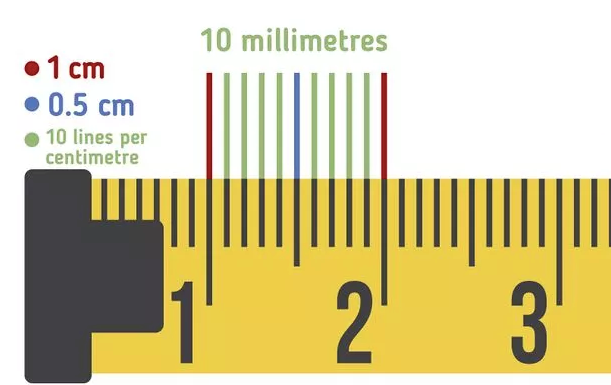 10 millimetres
1 cm
0.5 cm
10 lines per
centimetre
1 2 3